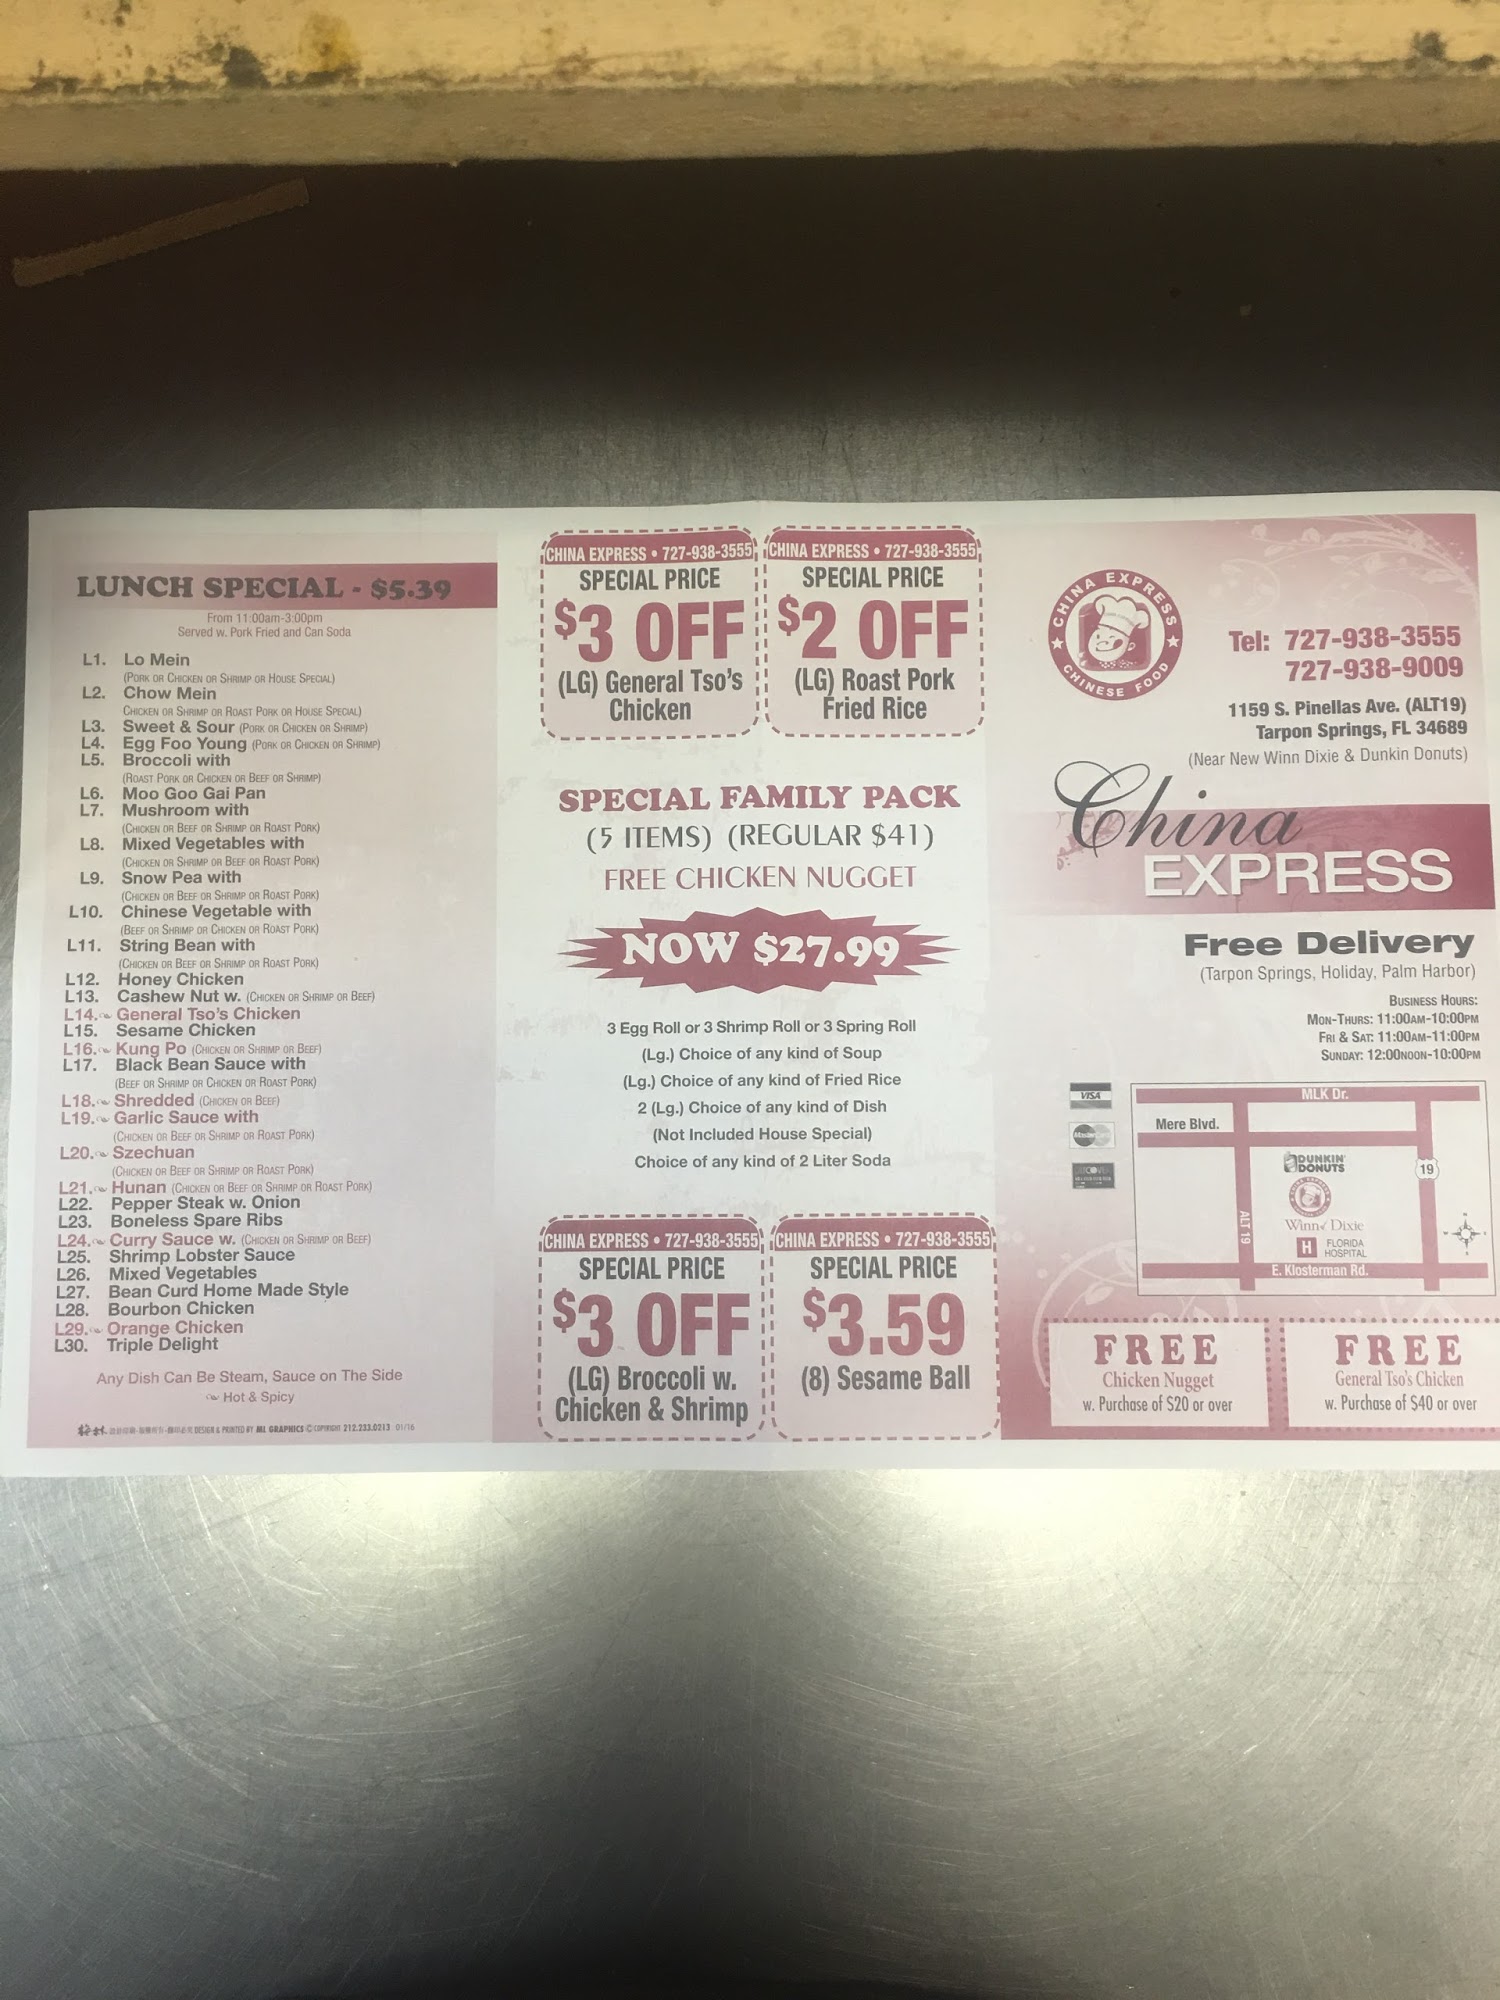 LUNCH SPECIAL - $5.39
From 11:00am-3:00pm
Served w. Pork Fried and Can Soda
L1. Lo Mein
(PORK OR CHICKEN OR SHRIMP OR HOUSE SPECIAL)
L2. Chow Mein
CHICKEN OR SHRIMP OR ROAST PORK OR HOUSE SPECIAL)
L3. Sweet & Sour (PORK OR CHICKEN OR SHRIMP)
L4. Egg Foo Young (PORK OR CHICKEN OR SHRIMP)
L5. Broccoli with
(ROAST PORK OR CHICKEN OR BEEF OR SHRIMP)
L6. Moo Goo Gai Pan
L7. Mushroom with
(CHICKEN OR BEEF OR SHRIMP OR ROAST PORK)
L8. Mixed Vegetables with
(CHICKEN OR SHRIMP OR BEEF OR ROAST PORK)
L9. Snow Pea with
(CHICKEN OR BEEF OR SHRIMP OR ROAST PORK)
L10. Chinese Vegetable with
(BEEF OR SHRIMP OR CHICKEN OR ROAST PORK)
L11. String Bean with
(CHICKEN OR BEEF OR SHRIMP OR ROAST PORK)
L12. Honey Chicken
L13. Cashew Nut w. (CHICKEN OR SHRIMP OR BEEF)
L14. General Tso's Chicken
L15. Sesame Chicken
L16. Kung Po (CHICKEN OR SHRIMP OR BEEF)
L17. Black Bean Sauce with
(BEEF OR SHRIMP OR CHICKEN OR ROAST PORK)
L18. Shredded (CHICKEN OR BEEF)
L19. Garlic Sauce with
(CHICKEN OR BEEF OR SHRIMP OR ROAST PORK)
L20. Szechuan
(CHICKEN OR BEEF OR SHRIMP OR ROAST PORK)
L21. Hunan (CHICKEN OR BEEF OR SHRIMP OR ROAST PORK)
L22. Pepper Steak w. Onion
L23. Boneless Spare Ribs
L24. Curry Sauce w. (CHICKEN OR SHRIMP OR BEEF)
L25. Shrimp Lobster Sauce
L26. Mixed Vegetables
L27. Bean Curd Home Made Style
L28. Bourbon Chicken
L29. Orange Chicken
L30. Triple Delight
Any Dish Can Be Steam, Sauce on The Side
Hot & Spicy
DESIGN & PRINTED BY ML GRAPHICS © COPYRIGHT 212.233.0213 01/16
CHINA EXPRESS • 727-938-3555
SPECIAL PRICE
$3 OFF
(LG) General Tso's
Chicken
CHINA EXPRESS • 727-938-3555
SPECIAL PRICE
$2 OFF
(LG) Roast Pork
Fried Rice
SPECIAL FAMILY PACK
(5 ITEMS) (REGULAR $41)
FREE CHICKEN NUGGET
NOW $27.99
3 Egg Roll or 3 Shrimp Roll or 3 Spring Roll
(Lg.) Choice of any kind of Soup
(Lg.) Choice of any kind of Fried Rice
2 (Lg.) Choice of any kind of Dish
(Not Included House Special)
Choice of any kind of 2 Liter Soda
CHINA EXPRESS • 727-938-3555
SPECIAL PRICE
$3 OFF
(LG) Broccoli w.
Chicken & Shrimp
CHINA EXPRESS • 727-938-3555
SPECIAL PRICE
$3.59
(8) Sesame Ball
CHINA EXPRESS
CHINESE FOOD
Tel: 727-938-3555
727-938-9009
1159 S. Pinellas Ave. (ALT19)
Tarpon Springs, FL 34689
(Near New Winn Dixie & Dunkin Donuts)
China
EXPRESS
Free Delivery
(Tarpon Springs, Holiday, Palm Harbor)
BUSINESS HOURS:
MON-THURS: 11:00AM-10:00PM
FRI & SAT: 11:00AM-11:00PM
SUNDAY: 12:00NOON-10:00PM
VISA
MasterCard
DISCOVER
MLK Dr.
Mere Blvd.
DUNKIN'
DONUTS
19
Winn Dixie
ALT 19
H FLORIDA
HOSPITAL
E. Klosterman Rd.
FREE
Chicken Nugget
w. Purchase of $20 or over
FREE
General Tso's Chicken
w. Purchase of $40 or over